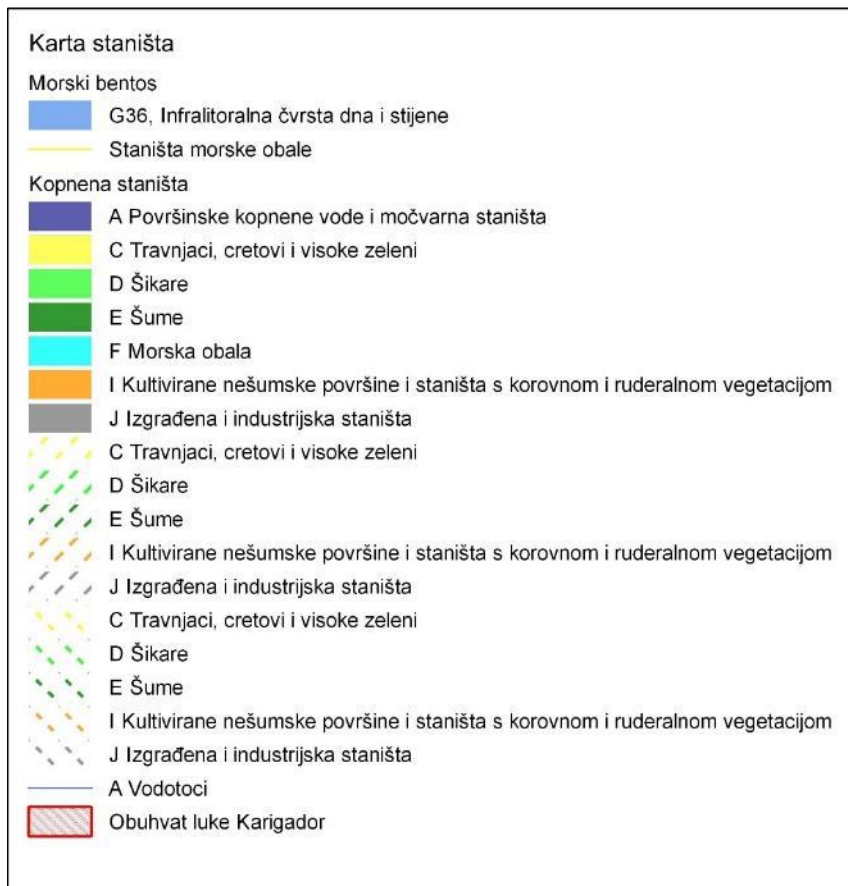 Karta staništa
Morski bentos
G36, Infralitoralna čvrsta dna i stijene
Staništa morske obale
Kopnena staništa
A Površinske kopnene vode i močvarna staništa
C Travnjaci, cretovi i visoke zeleni
D Šikare
E Šume
F Morska obala
I Kultivirane nešumske površine i staništa s korovnom i ruderalnom vegetacijom
J Izgrađena i industrijska staništa
C Travnjaci, cretovi i visoke zeleni
D Šikare
E Šume
I Kultivirane nešumske površine i staništa s korovnom i ruderalnom vegetacijom
J Izgrađena i industrijska staništa
C Travnjaci, cretovi i visoke zeleni
D Šikare
E Šume
I Kultivirane nešumske površine i staništa s korovnom i ruderalnom vegetacijom
J Izgrađena i industrijska staništa
A Vodotoci
Obuhvat luke Karigador